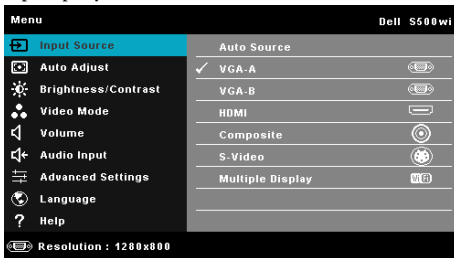 Menu Dell S500wi
Input Source
Auto Adjust
Brightness/Contrast
Video Mode
Volume
Audio Input
Advanced Settings
Language
Help
Auto Source
VGA-A
VGA-B
HDMI
Composite
S-Video
Multiple Display
WiFi
Resolution : 1280x800